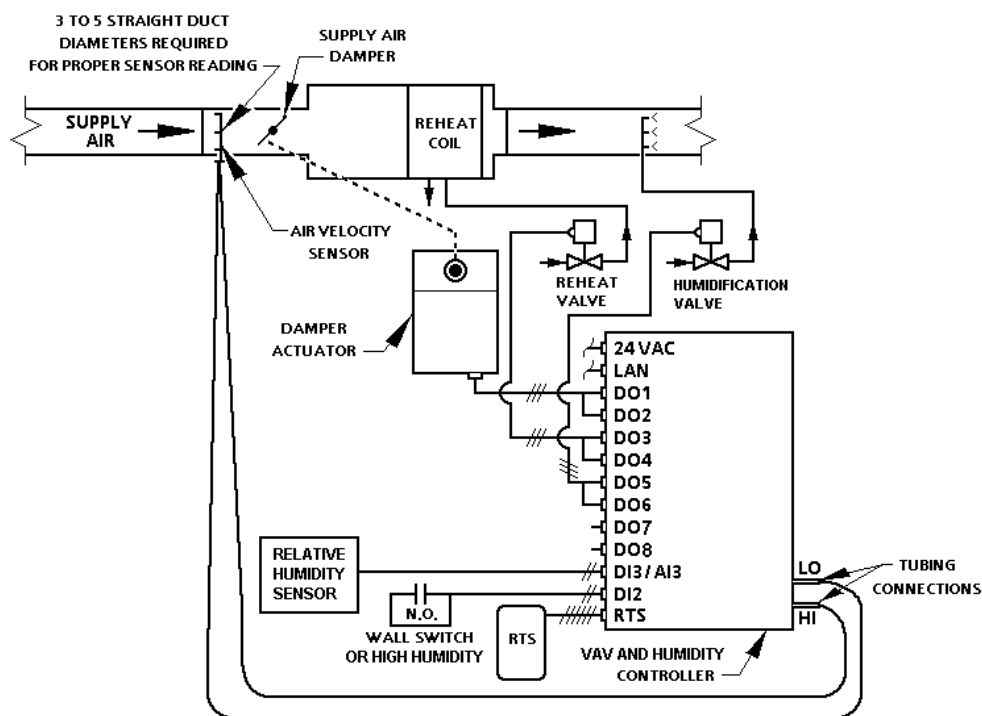 3 TO 5 STRAIGHT DUCT
DIAMETERS REQUIRED
FOR PROPER SENSOR READING
SUPPLY AIR
DAMPER
SUPPLY
AIR
REHEAT
COIL
AIR VELOCITY
SENSOR
REHEAT
VALVE
HUMIDIFICATION
VALVE
DAMPER
ACTUATOR
24 VAC
LAN
DO1
DO2
DO3
DO4
DO5
DO6
DO7
DO8
DI3/AI3
DI2
RTS
LO
HI
TUBING
CONNECTIONS
RELATIVE
HUMIDITY
SENSOR
N.O.
WALL SWITCH
OR HIGH HUMIDITY
RTS
VAV AND HUMIDITY
CONTROLLER